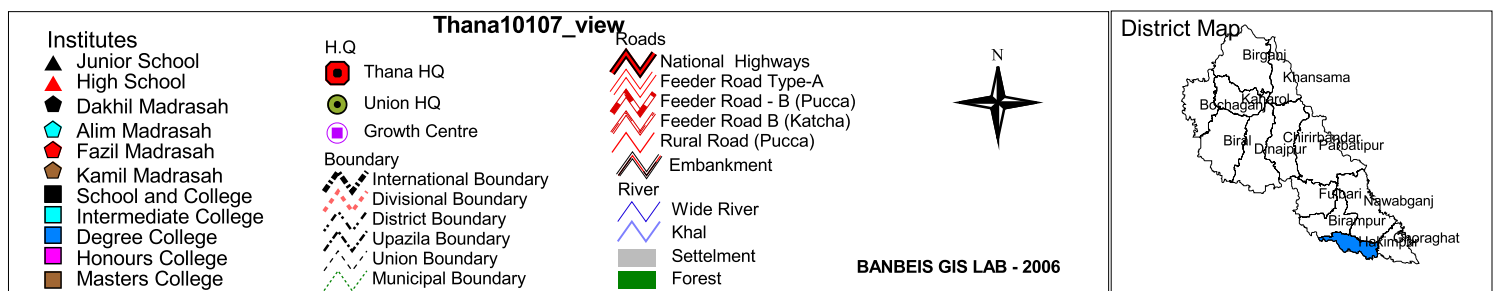 Thana10107_view
Institutes
Junior School
High School
Dakhil Madrasah
Alim Madrasah
Fazil Madrasah
Kamil Madrasah
School and College
Intermediate College
Degree College
Honours College
Masters College
H.Q
Thana HQ
Union HQ
Growth Centre
Boundary
International Boundary
Divisional Boundary
District Boundary
Upazila Boundary
Union Boundary
Municipal Boundary
Roads
National Highways
Feeder Road Type-A
Feeder Road - B (Pucca)
Feeder Road B (Katcha)
Rural Road (Pucca)
Embankment
River
Wide River
Khal
Settelment
Forest
N
BANBEIS GIS LAB - 2006
District Map
Birganj
Khansama
Kaharol
Bochaganj
Chirirbandar
Biral
Parbatipur
Dinajpur
Fulbari
Nawabganj
Birampur
Ghoraghat
Hakimpur